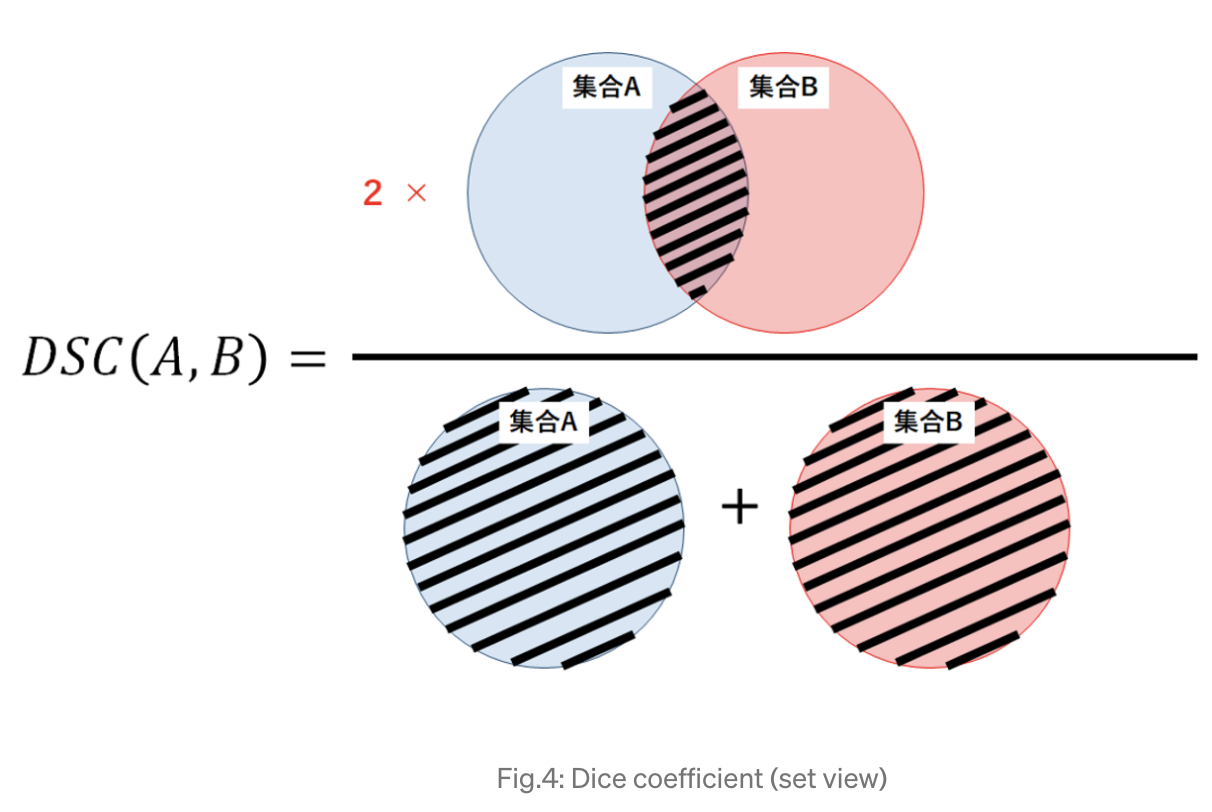 集合A 集合B
2 ×
DSC(A, B) =
集合A + 集合B
Fig.4: Dice coefficient (set view)